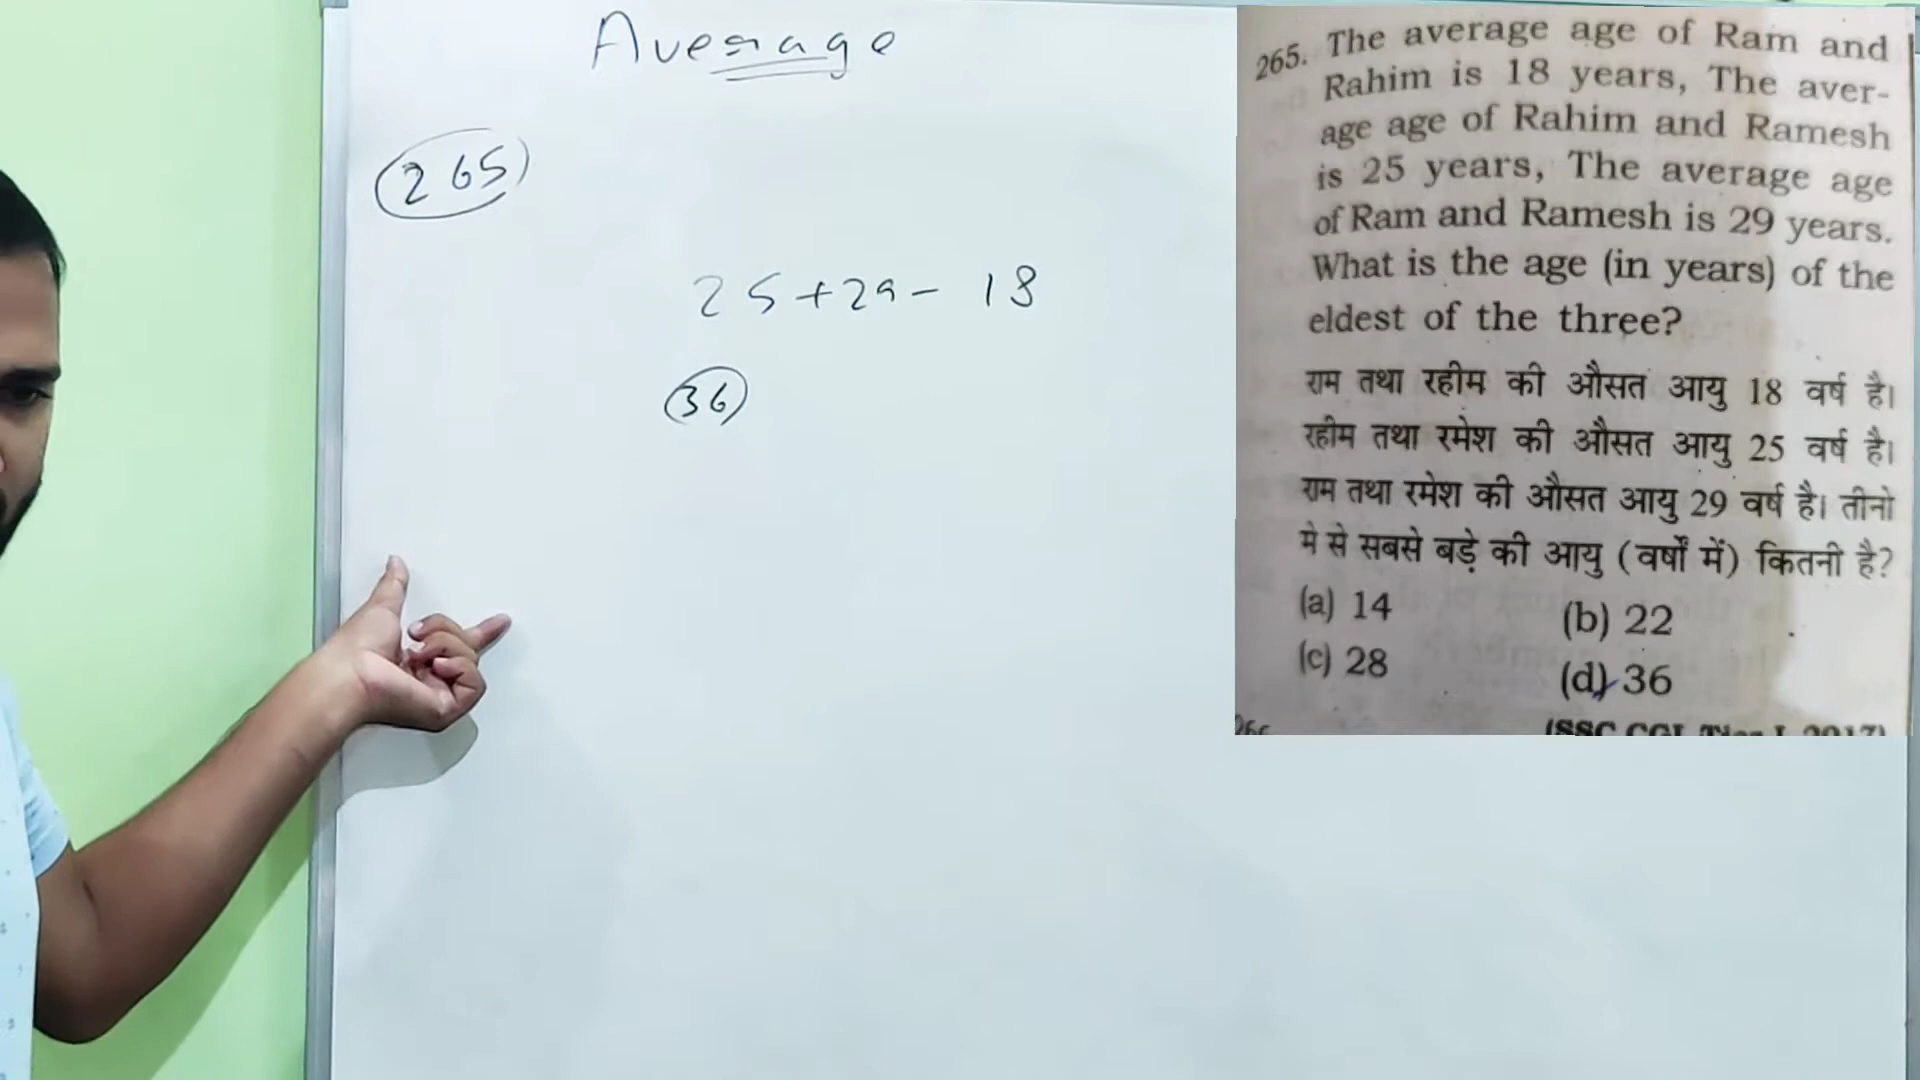 Average
265
25+29- 18
36
265. The average age of Ram and
Rahim is 18 years, The aver-
age age of Rahim and Ramesh
is 25 years, The average age
of Ram and Ramesh is 29 years.
What is the age (in years) of the
eldest of the three?
राम तथा रहीम की औसत आयु 18 वर्ष है।
रहीम तथा रमेश की औसत आयु 25 वर्ष है।
राम तथा रमेश की औसत आयु 29 वर्ष है। तीनो
मे से सबसे बड़े की आयु (वर्षों में) कितनी है?
(a) 14 (b) 22
(c) 28 (d) 36
(SSC CGL Tier I 2017)